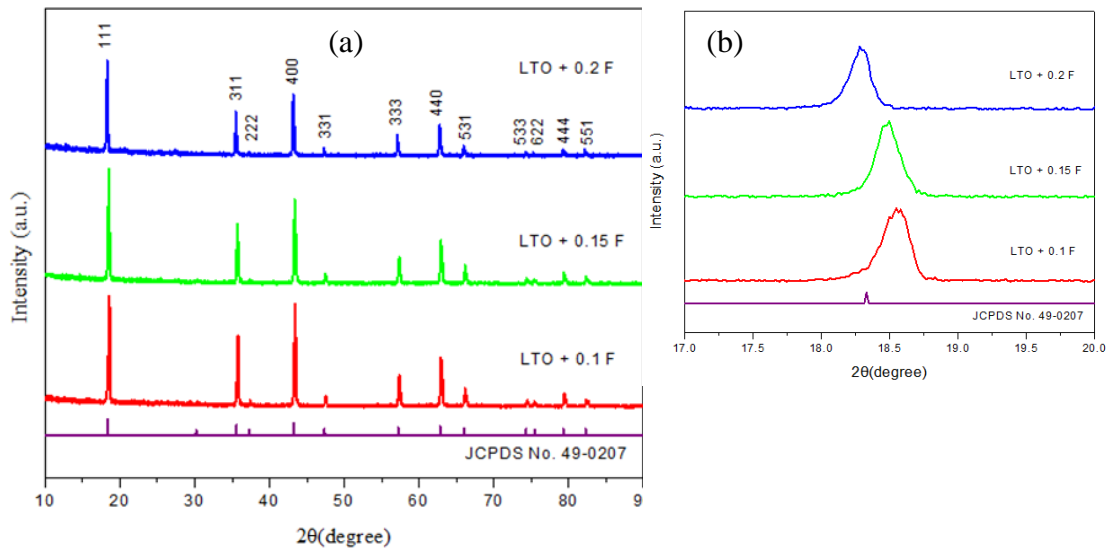 (a)
111
311
222
400
331
333
440
531
533
622
444
551
LTO + 0.2 F
LTO + 0.15 F
LTO + 0.1 F
JCPDS No. 49-0207
Intensity (a.u.)
10 20 30 40 50 60 70 80 9
2θ(degree)
(b)
LTO + 0.2 F
LTO + 0.15 F
LTO + 0.1 F
JCPDS No. 49-0207
Intensity (a.u.)
17.0 17.5 18.0 18.5 19.0 19.5 20.0
2θ(degree)